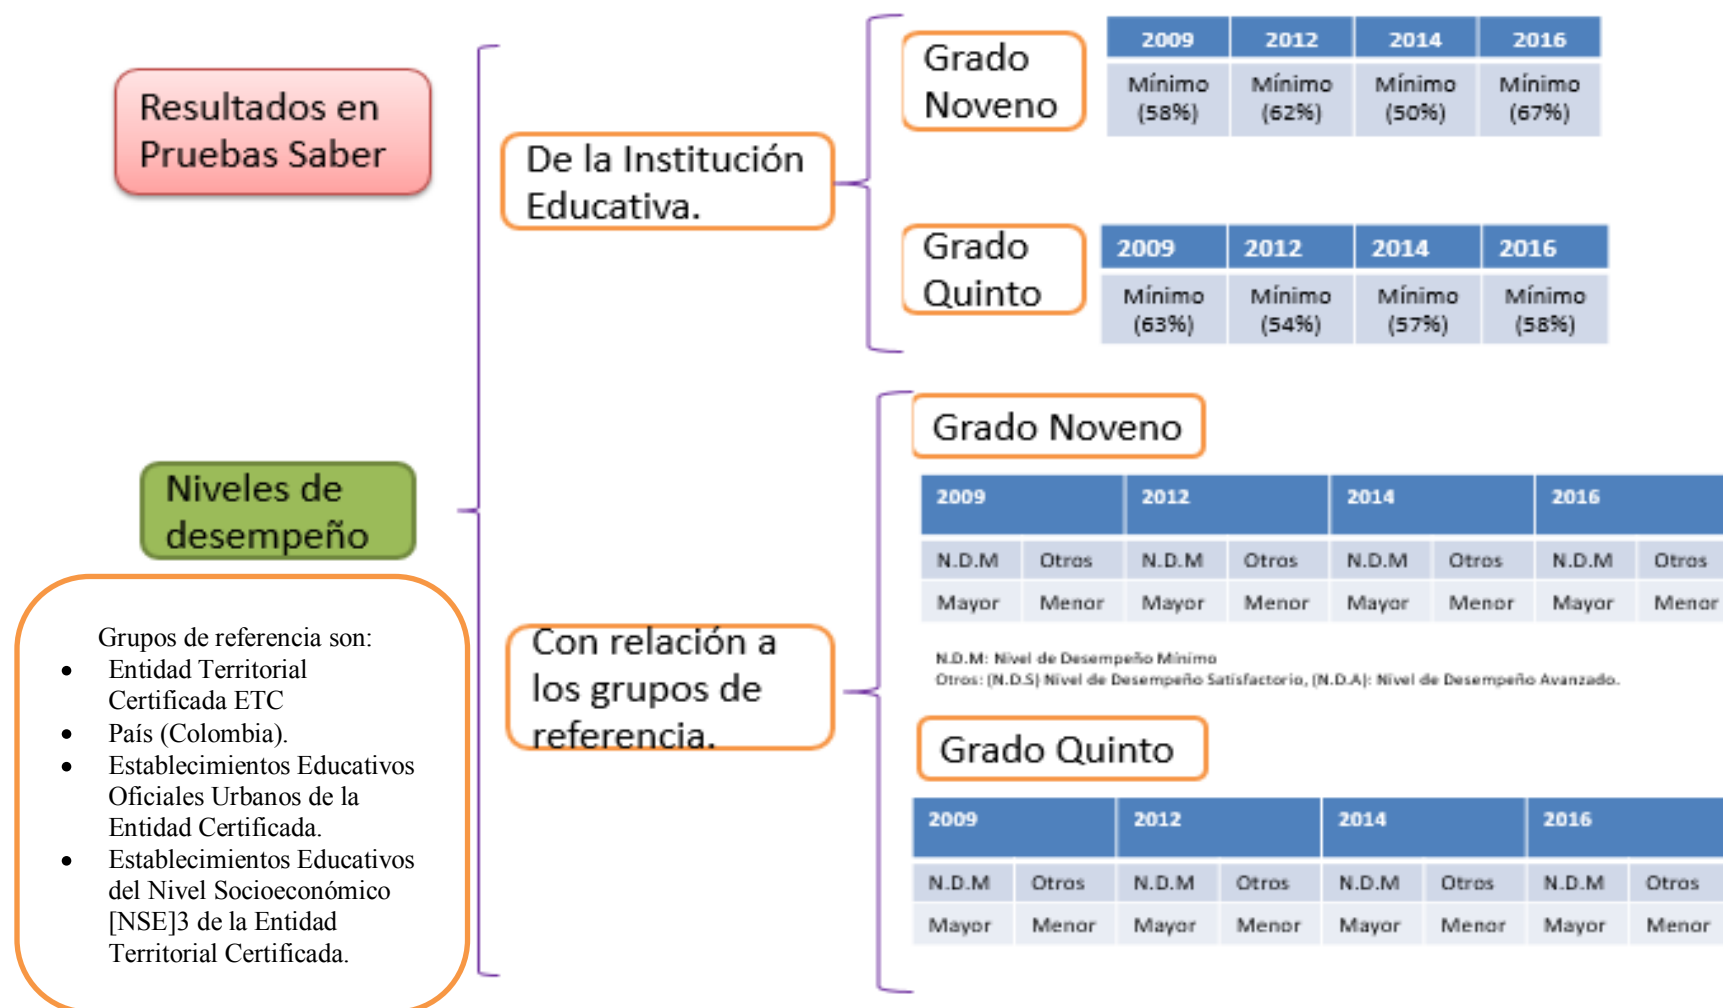 Resultados en
Pruebas Saber
Niveles de
desempeño
Grupos de referencia son:
• Entidad Territorial
Certificada ETC
• País (Colombia).
• Establecimientos Educativos
Oficiales Urbanos de la
Entidad Certificada.
• Establecimientos Educativos
del Nivel Socioeconómico
[NSE]3 de la Entidad
Territorial Certificada.
De la Institución
Educativa.
Grado
Noveno
2009 2012 2014 2016
Mínimo Mínimo Mínimo Mínimo
(58%) (62%) (50%) (67%)
Grado
Quinto
2009 2012 2014 2016
Mínimo Mínimo Mínimo Mínimo
(63%) (54%) (57%) (58%)
Con relación a
los grupos de
referencia.
Grado Noveno
2009 2012 2014 2016
N.D.M Otros N.D.M Otros N.D.M Otros N.D.M Otros
Mayor Menor Mayor Menor Mayor Menor Mayor Menor
N.D.M: Nivel de Desempeño Mínimo
Otros: (N.D.S) Nivel de Desempeño Satisfactorio, (N.D.A): Nivel de Desempeño Avanzado.
Grado Quinto
2009 2012 2014 2016
N.D.M Otros N.D.M Otros N.D.M Otros N.D.M Otros
Mayor Menor Mayor Menor Mayor Menor Mayor Menor